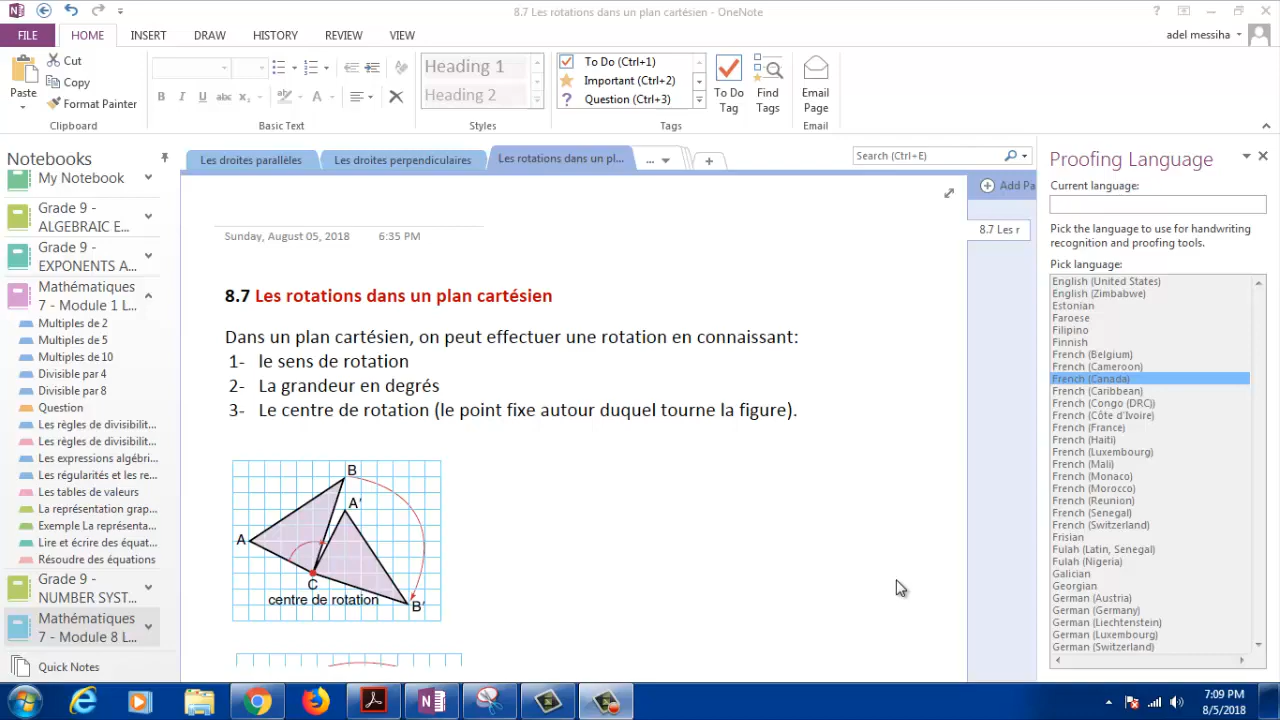 8.7 Les rotations dans un plan cartésien - OneNote
FILE HOME INSERT DRAW HISTORY REVIEW VIEW
adel messiha
Paste
Cut
Copy
Format Painter
Clipboard
B I U abc x A
Basic Text
Heading 1
Heading 2
Styles
To Do (Ctrl+1)
Important (Ctrl+2)
Question (Ctrl+3)
To Do
Tag
Find
Tags
Tags
Email
Page
Email
Notebooks
My Notebook
Grade 9 -
ALGEBRAIC E...
Grade 9 -
EXPONENTS A...
Mathématiques
7 - Module 1 L...
Multiples de 2
Multiples de 5
Multiples de 10
Divisible par 4
Divisible par 8
Question
Les règles de divisibilit...
Les règles de divisibilit...
Les expressions algébri...
Les régularités et les re...
Les tables de valeurs
La représentation grap...
Exemple La représenta...
Lire et écrire des équat...
Résoudre des équations
Grade 9 -
NUMBER SYST...
Mathématiques
7 - Module 8 L...
Quick Notes
Les droites parallèles
Les droites perpendiculaires
Les rotations dans un pl...
...
Search (Ctrl+E)
Add Pa
8.7 Les r
Sunday, August 05, 2018 6:35 PM
8.7 Les rotations dans un plan cartésien
Dans un plan cartésien, on peut effectuer une rotation en connaissant:
1- le sens de rotation
2- La grandeur en degrés
3- Le centre de rotation (le point fixe autour duquel tourne la figure).
B
A'
A
C
centre de rotation
B'
Proofing Language
Current language:
Pick the language to use for handwriting
recognition and proofing tools.
Pick language:
English (United States)
English (Zimbabwe)
Estonian
Faroese
Filipino
Finnish
French (Belgium)
French (Cameroon)
French (Canada)
French (Caribbean)
French (Congo (DRC))
French (Côte d'Ivoire)
French (France)
French (Haiti)
French (Luxembourg)
French (Mali)
French (Monaco)
French (Morocco)
French (Reunion)
French (Senegal)
French (Switzerland)
Frisian
Fulah (Latin, Senegal)
Fulah (Nigeria)
Galician
Georgian
German (Austria)
German (Germany)
German (Liechtenstein)
German (Luxembourg)
German (Switzerland)
7:09 PM
8/5/2018